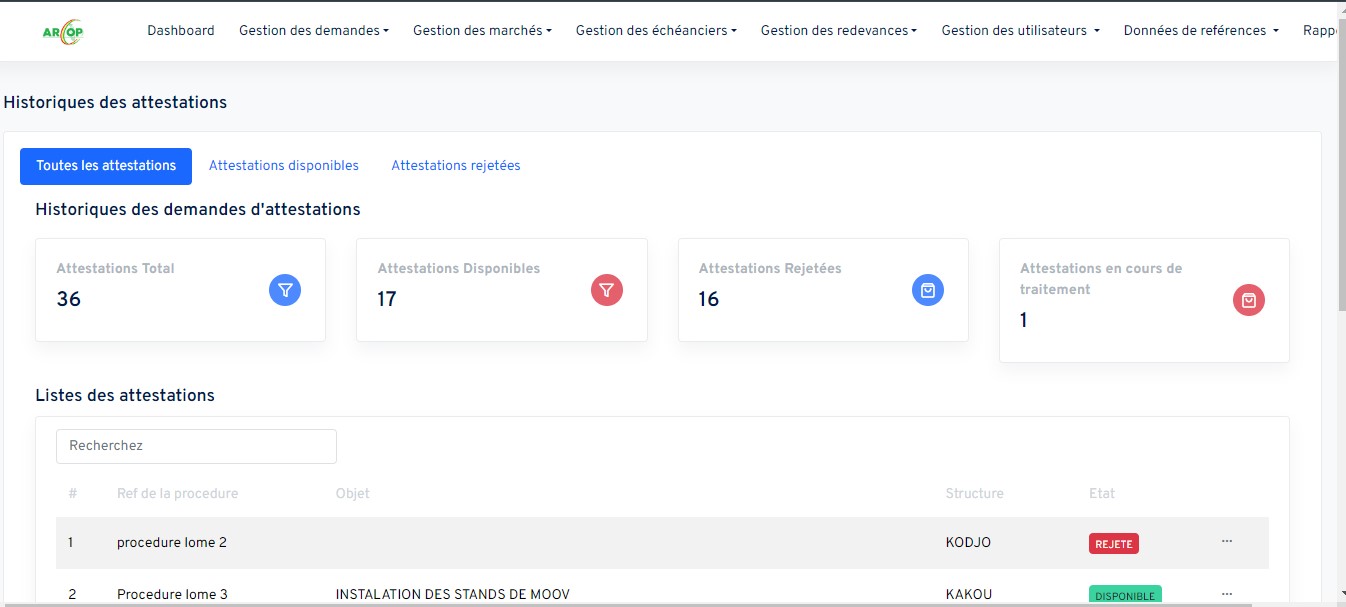 ARCOP
Dashboard Gestion des demandes Gestion des marchés Gestion des échéanciers Gestion des redevances Gestion des utilisateurs Données de reférences Rapp
Historiques des attestations
Toutes les attestations Attestations disponibles Attestations rejetées
Historiques des demandes d'attestations
Attestations Total
36
Attestations Disponibles
17
Attestations Rejetées
16
Attestations en cours de
traitement
1
Listes des attestations
Recherchez
# Ref de la procedure Objet Structure Etat
1 procedure lome 2 KODJO REJETE ...
2 Procedure lome 3 INSTALATION DES STANDS DE MOOV KAKOU DISPONIBLE ...